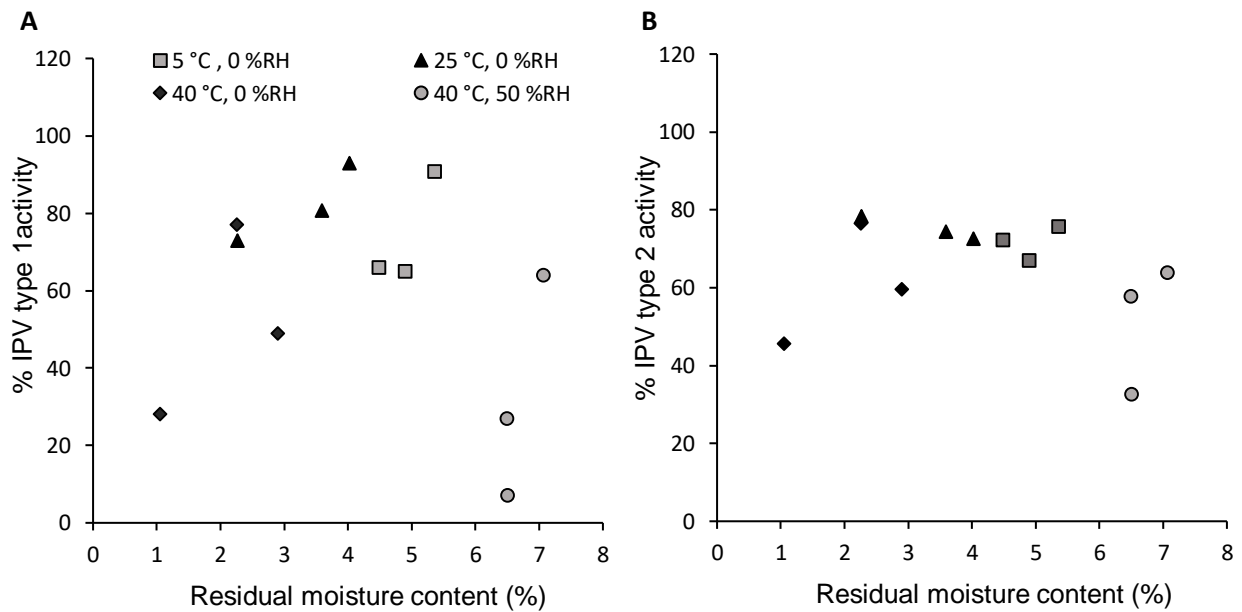 A
5 °C , 0 %RH
25 °C, 0 %RH
40 °C, 0 %RH
40 °C, 50 %RH
% IPV type 1activity
120
100
80
60
40
20
0
0 1 2 3 4 5 6 7 8
Residual moisture content (%)
B
% IPV type 2 activity
120
100
80
60
40
20
0
0 1 2 3 4 5 6 7 8
Residual moisture content (%)